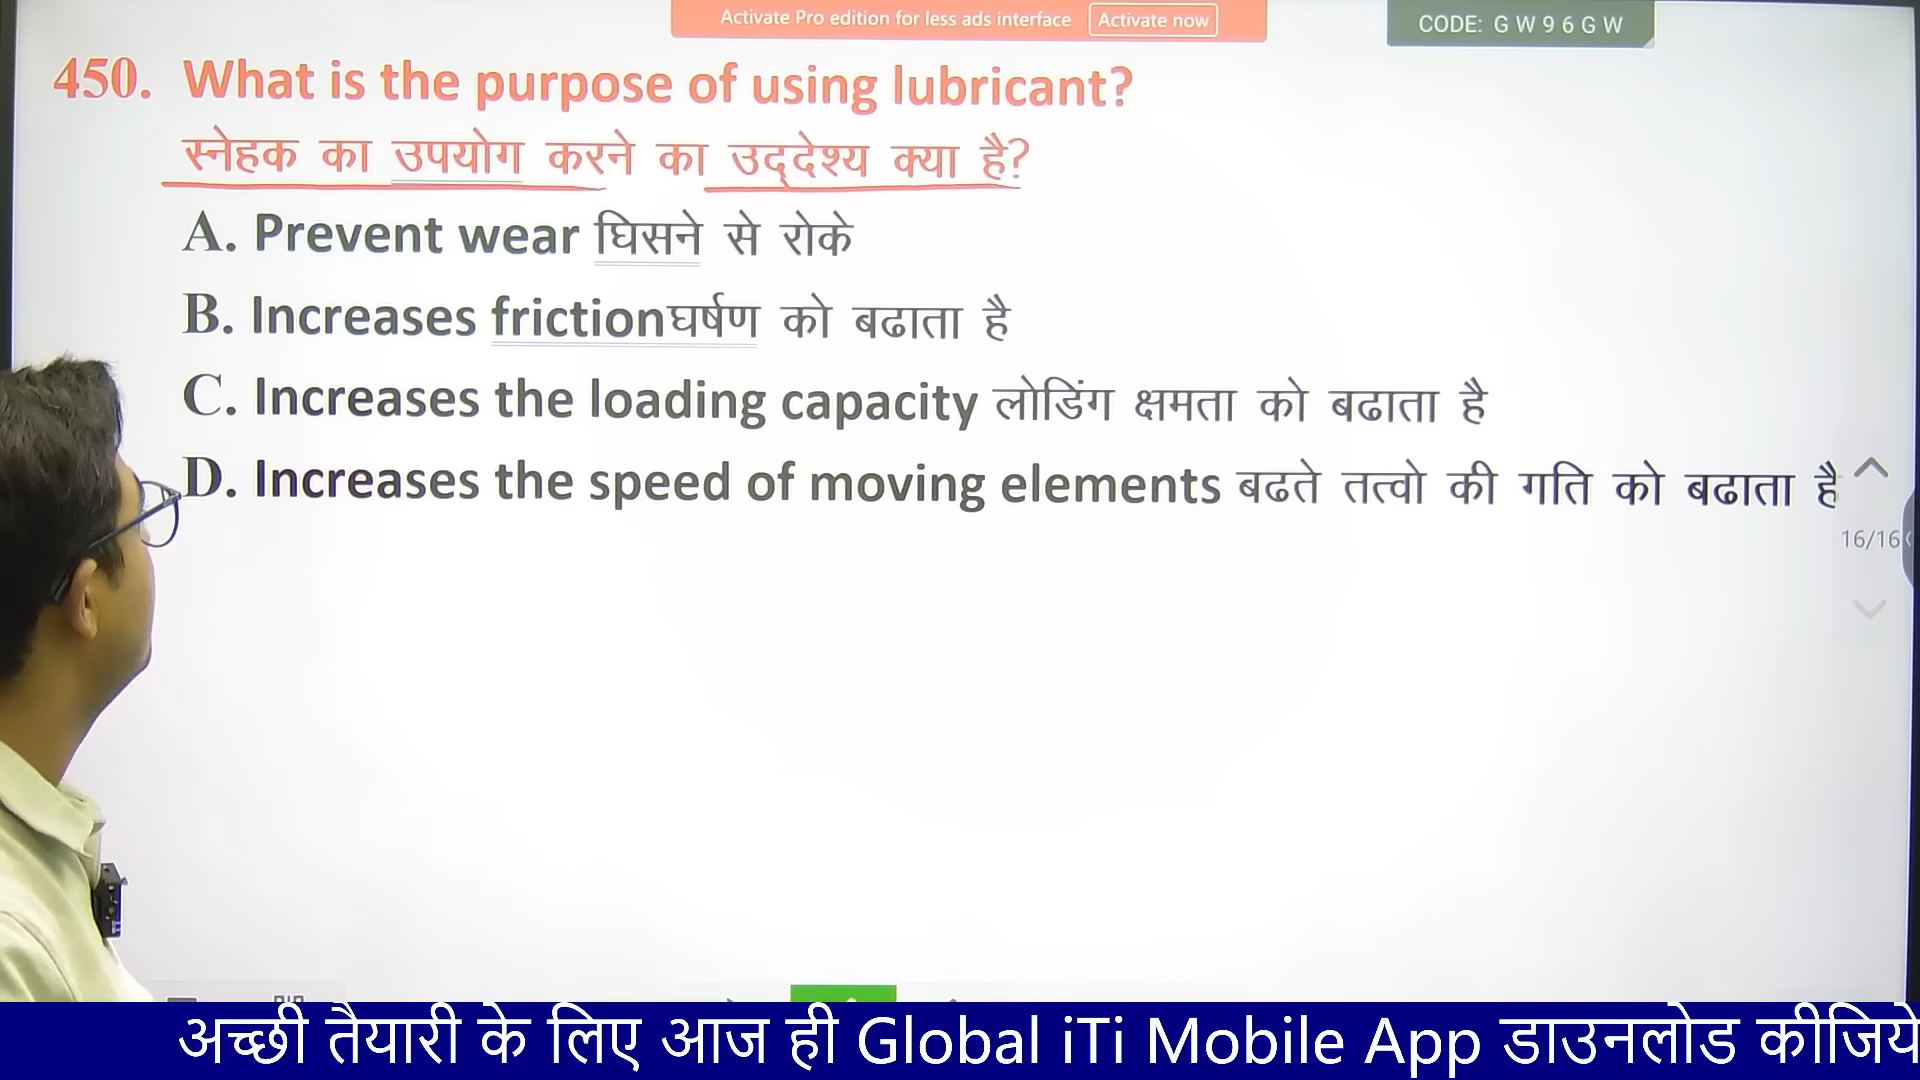 Activate Pro edition for less ads interface Activate now
CODE: G W 9 6 G W
450. What is the purpose of using lubricant?
स्नेहक का उपयोग करने का उद्देश्य क्या है?
A. Prevent wear घिसने से रोके
B. Increases frictionघर्षण को बढाता है
C. Increases the loading capacity लोडिंग क्षमता को बढाता है
D. Increases the speed of moving elements बढते तत्वो की गति को बढाता है
16/16
अच्छी तैयारी के लिए आज ही Global iTi Mobile App डाउनलोड कीजिये